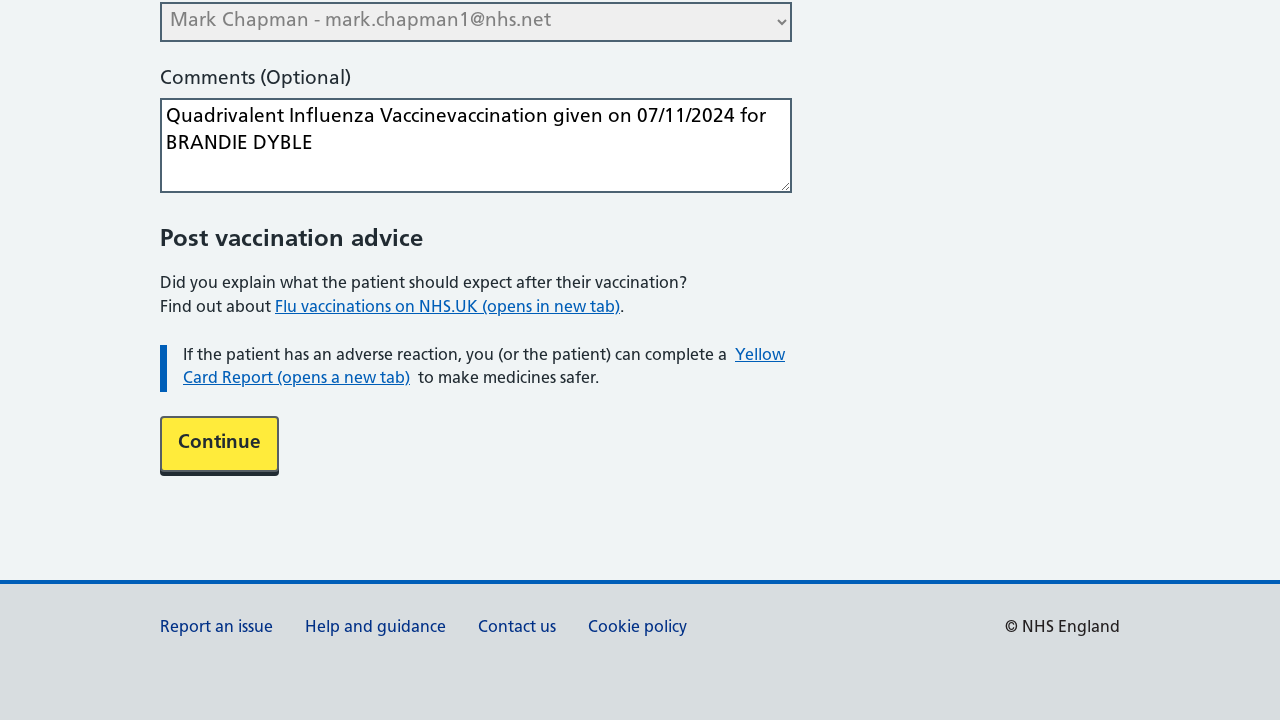 Mark Chapman - mark.chapman1@nhs.net
Comments (Optional)
Quadrivalent Influenza Vaccinevaccination given on 07/11/2024 for
BRANDIE DYBLE
Post vaccination advice
Did you explain what the patient should expect after their vaccination?
Find out about Flu vaccinations on NHS.UK (opens in new tab).
If the patient has an adverse reaction, you (or the patient) can complete a Yellow
Card Report (opens a new tab) to make medicines safer.
Continue
Report an issue Help and guidance Contact us Cookie policy © NHS England